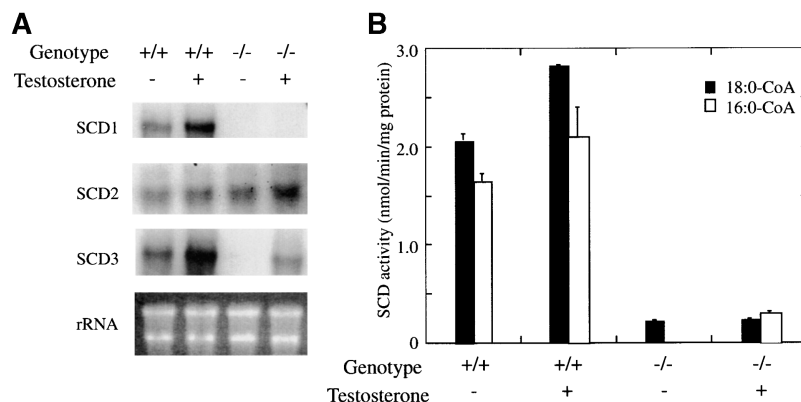 A
Genotype +/+ +/+ -/- -/-
Testosterone - + - +
SCD1
SCD2
SCD3
rRNA
B
SCD activity (nmol/min/mg protein)
3.0
2.0
1.0
0
18:0-CoA
16:0-CoA
Genotype +/+ +/+ -/- -/-
Testosterone - + - +